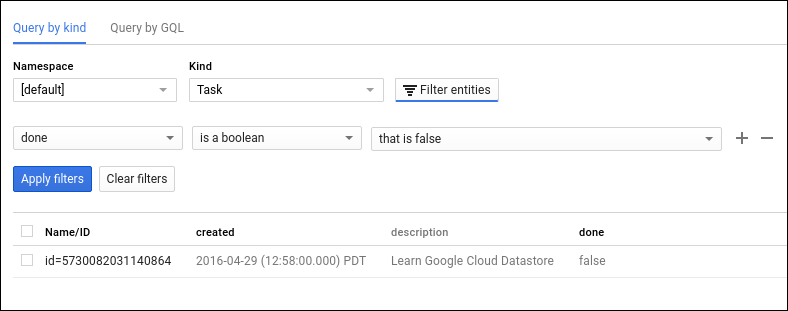 Query by kind Query by GQL
Namespace Kind
[default] Task Filter entities
done is a boolean that is false
Apply filters Clear filters
Name/ID created description done
id=5730082031140864 2016-04-29 (12:58:00.000) PDT Learn Google Cloud Datastore false